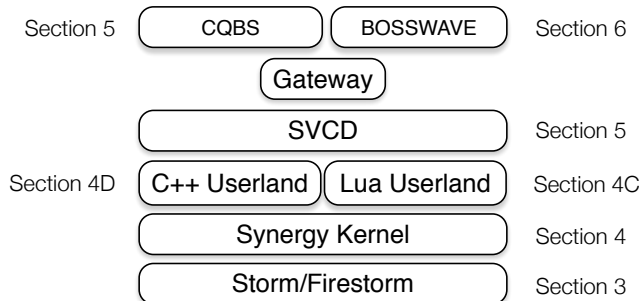 Section 5 CQBS BOSSWAVE Section 6
Gateway
SVCD Section 5
Section 4D C++ Userland Lua Userland Section 4C
Synergy Kernel Section 4
Storm/Firestorm Section 3